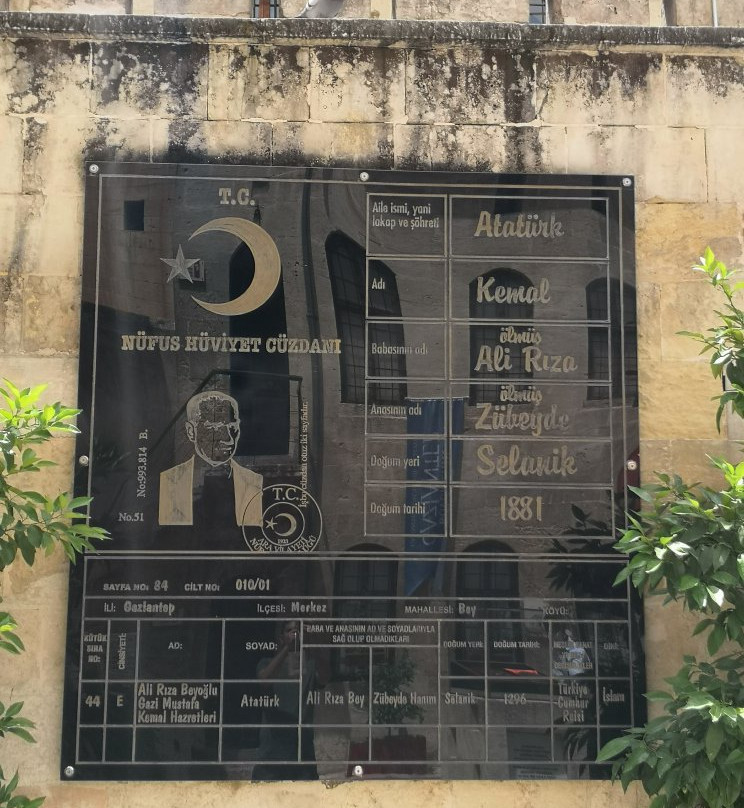 T.C.
NÜFUS HÜVİYET CÜZDANI
No:993.814 B.
No.51
T.C.
Aile ismi, yani
lakap ve şöhreti
Atatürk
Adı
Kemal
Babasının adı
ölmüş
Ali Rıza
Anasının adı
ölmüş
Zübeyde
Doğum yeri
Selanik
Doğum tarihi
1881
SAYFA NO: 84 CİLT NO: 010/01
İLİ: Gaziantep İLÇESİ: Merkez MAHALLESİ: Bey KÖYÜ:
KÜTÜK
SIRA
NO:
CİNSİYETİ:
AD:
SOYAD:
BABA VE ANASININ AD VE SOYADLARIYLA
SAĞ OLUP OLMADIKLARI
DOĞUM YERİ:
DOĞUM TARİHİ:
DİNİ:
44
E
Ali Rıza Beyoğlu
Gazi Mustafa
Kemal Hazretleri
Atatürk
Ali Rıza Bey
Zübeyde Hanım
Selanik
1296
Türkiye
Cumhur
Reisi
İslam